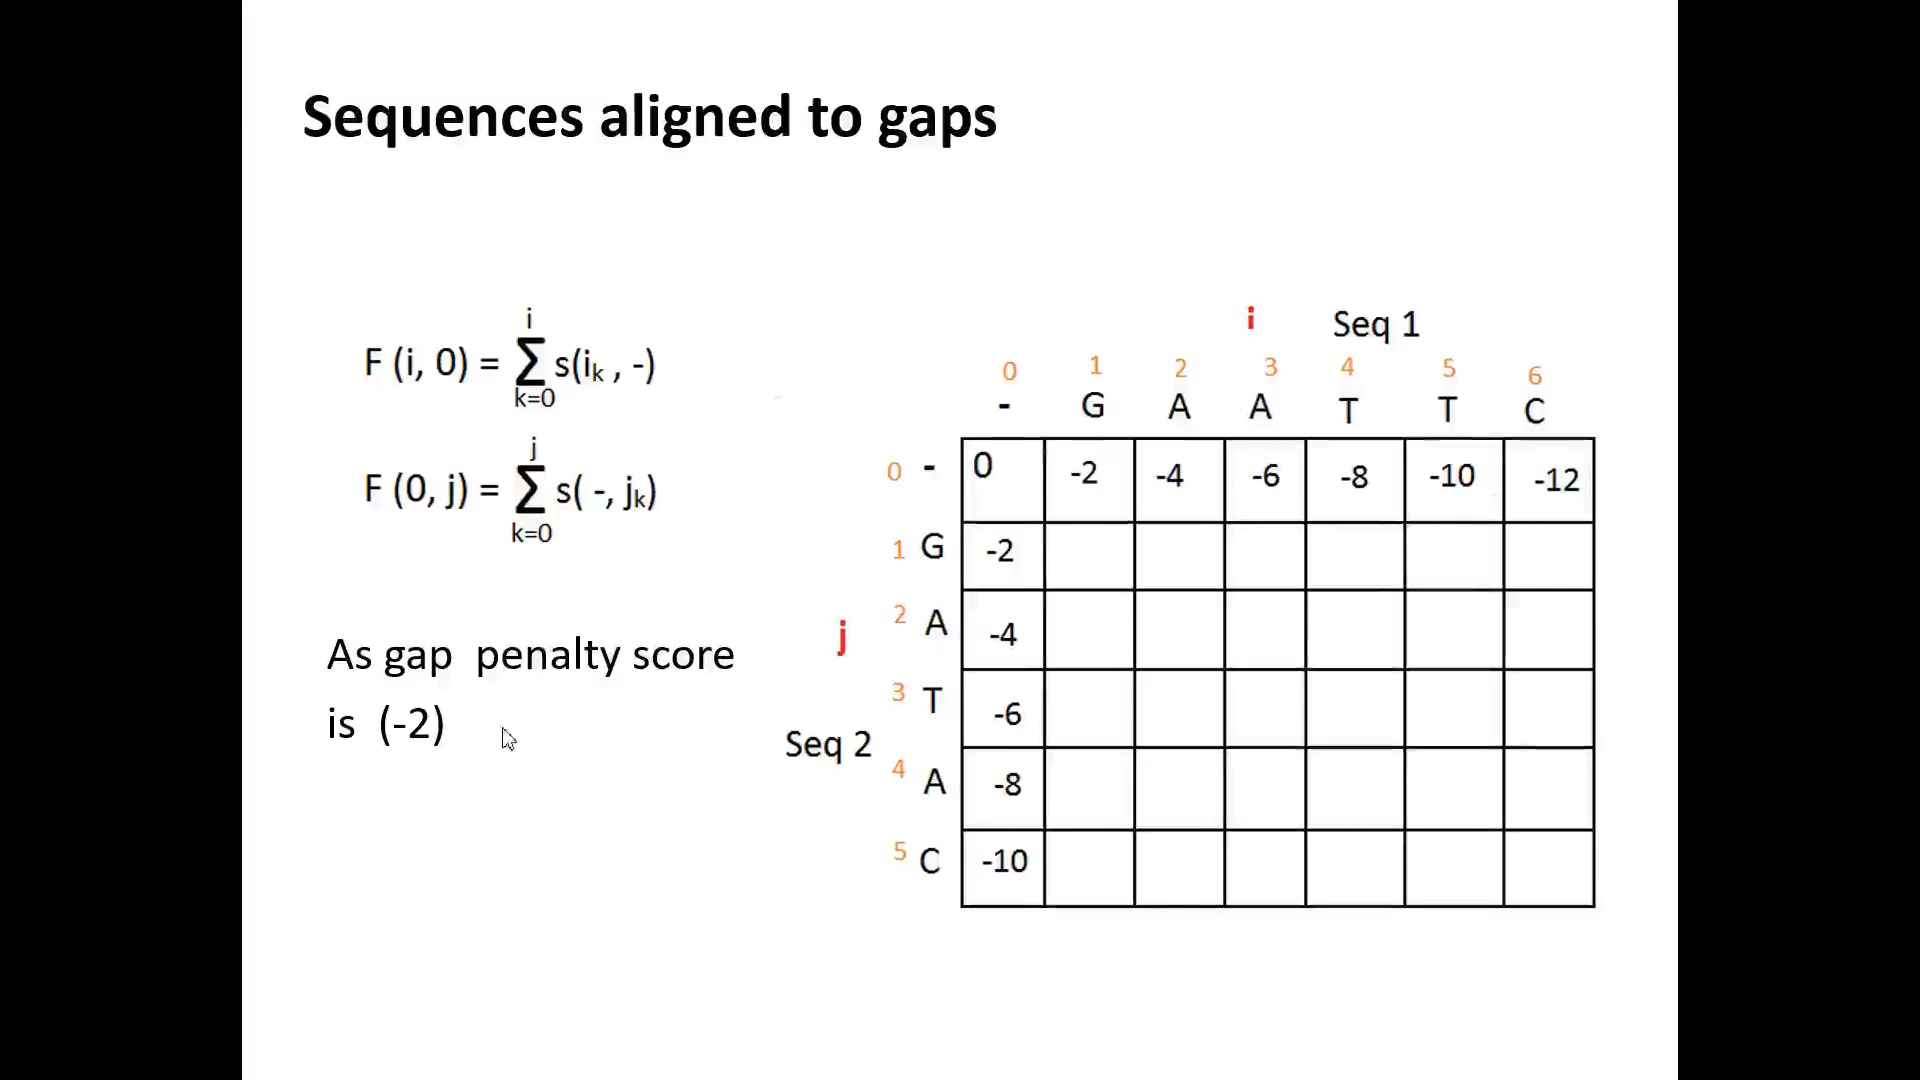 Sequences aligned to gaps
i
F (i, 0) = Σ s(ik , -)
k=0
j
F (0, j) = Σ s( -, jk)
k=0
As gap penalty score
is (-2)
i Seq 1
0 1 2 3 4 5 6
- G A A T T C
0 - 0 -2 -4 -6 -8 -10 -12
1 G -2
2 A -4
j
3 T -6
Seq 2
4 A -8
5 C -10